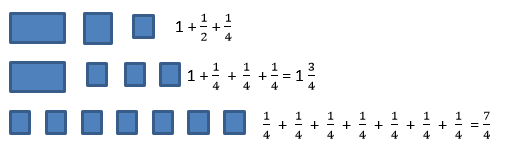 1 + 1/2 + 1/4
1 + 1/4 + 1/4 + 1/4 = 1 3/4
1/4 + 1/4 + 1/4 + 1/4 + 1/4 + 1/4 + 1/4 = 7/4